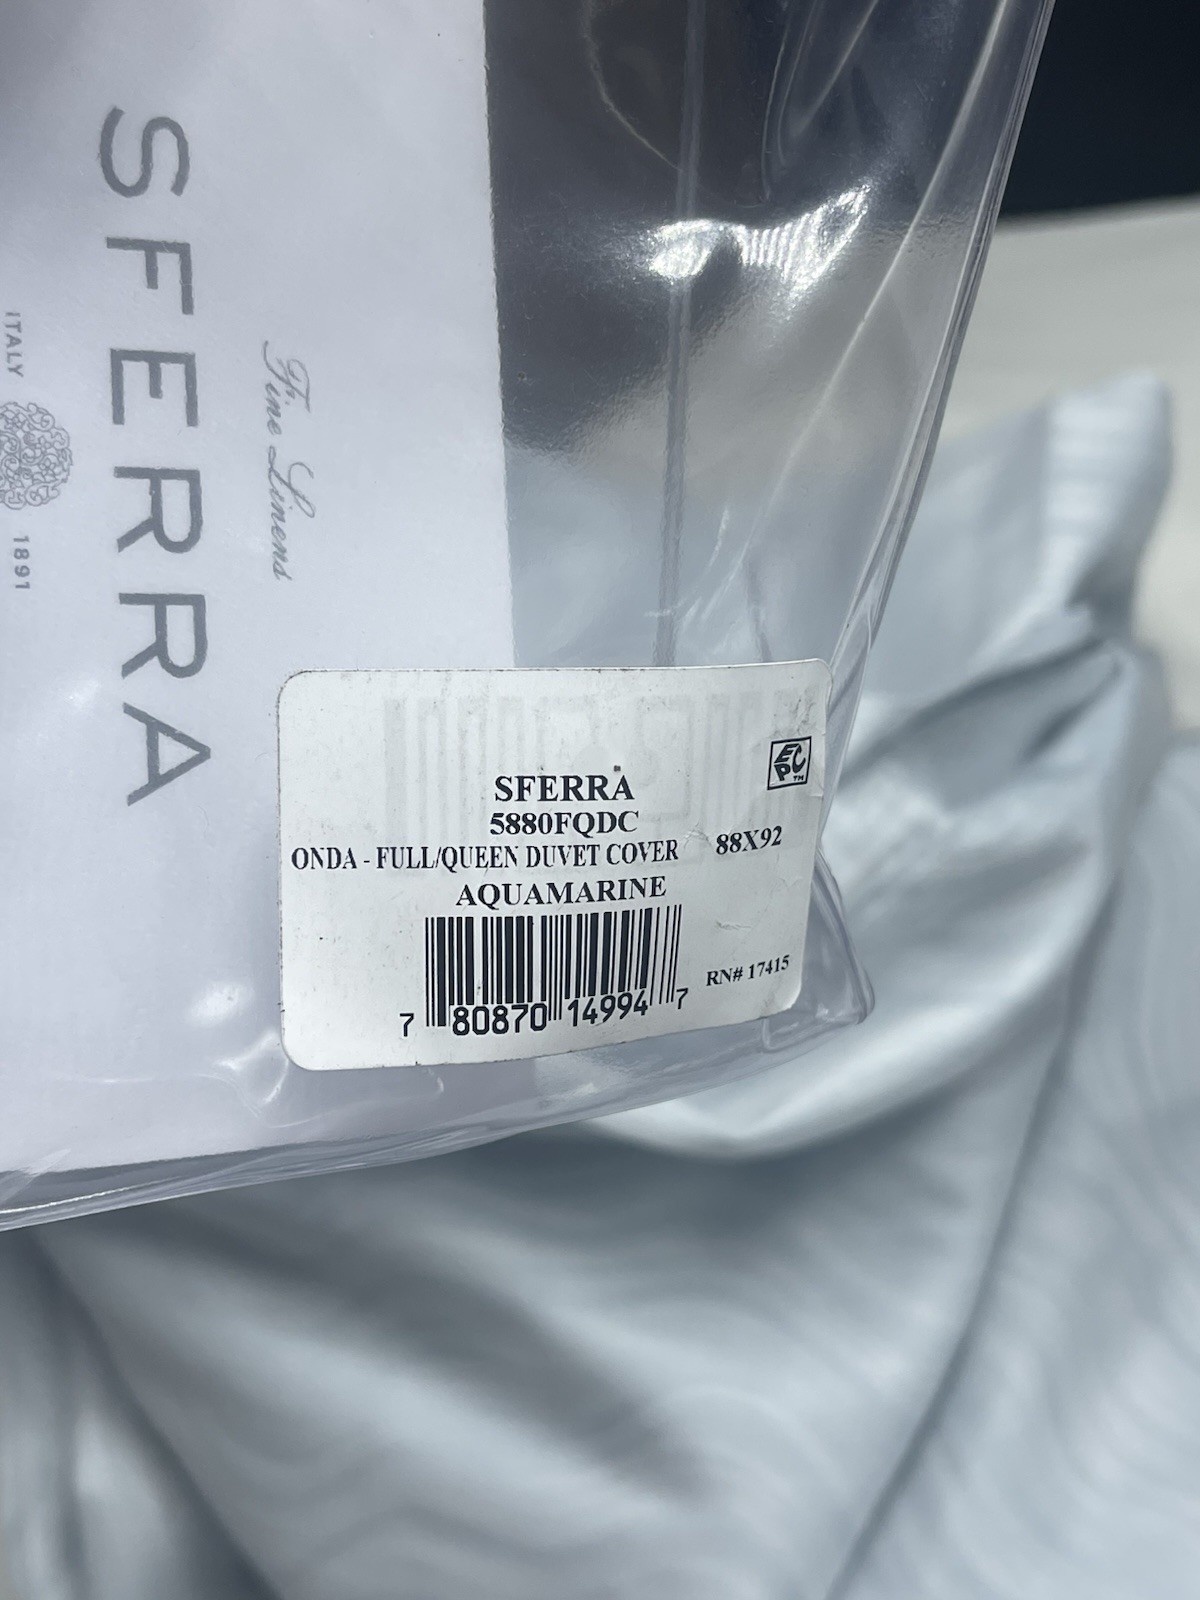 SFERRA
Fine Linens
ITALY 1891
SFERRA
5880FQDC
ONDA - FULL/QUEEN DUVET COVER 88X92
AQUAMARINE
RN# 17415
7 80870 14994 7
EPC™